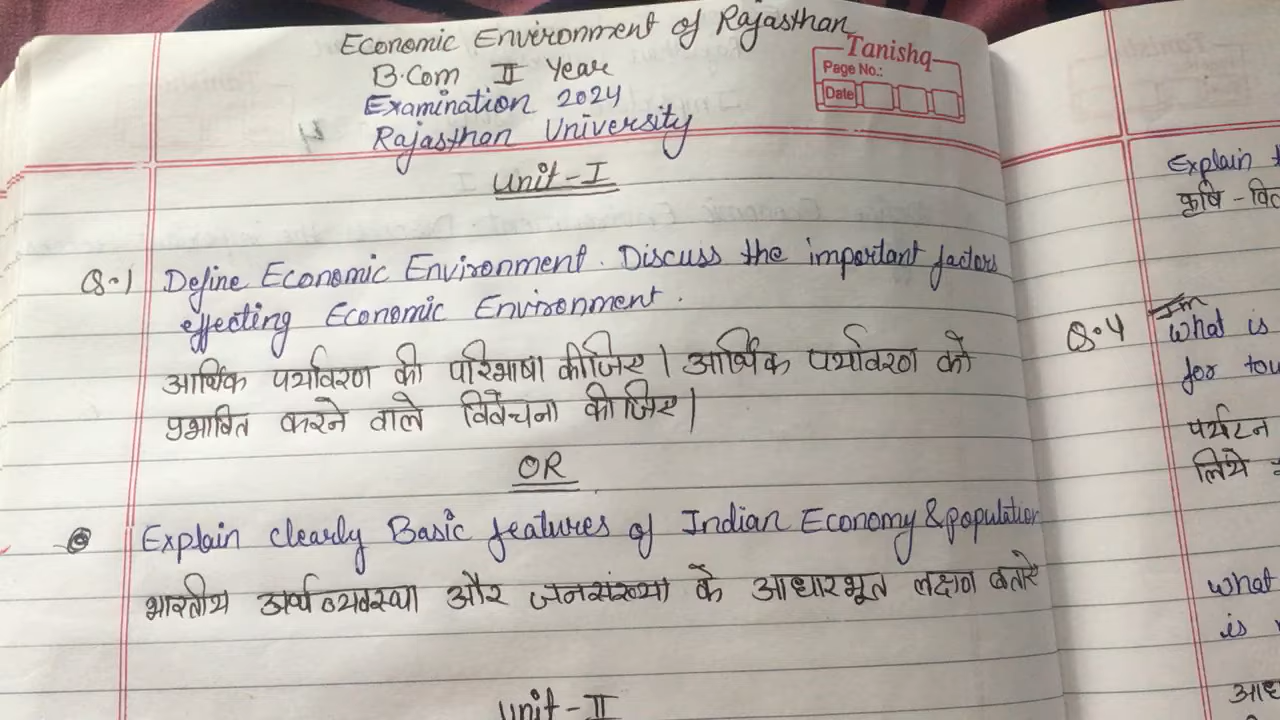 Economic Environment of Rajasthan
B.Com II Year
Examination 2024
Rajasthan University
Tanishq
Page No.:
Date
Unit-I
Q.1 Define Economic Environment. Discuss the important factors
effecting Economic Environment.
आर्थिक पर्यावरण की परिभाषा कीजिए। आर्थिक पर्यावरण को
प्रभावित करने वाले विवेचना कीजिए।
OR
Explain clearly Basic features of Indian Economy & population
भारतीय अर्थव्यवस्था और जनसंख्या के आधारभूत लक्षण बताऐ
Unit-II
Explain
कृषि -
Q.4 What is
for
पर्यटन
लिये
what
is